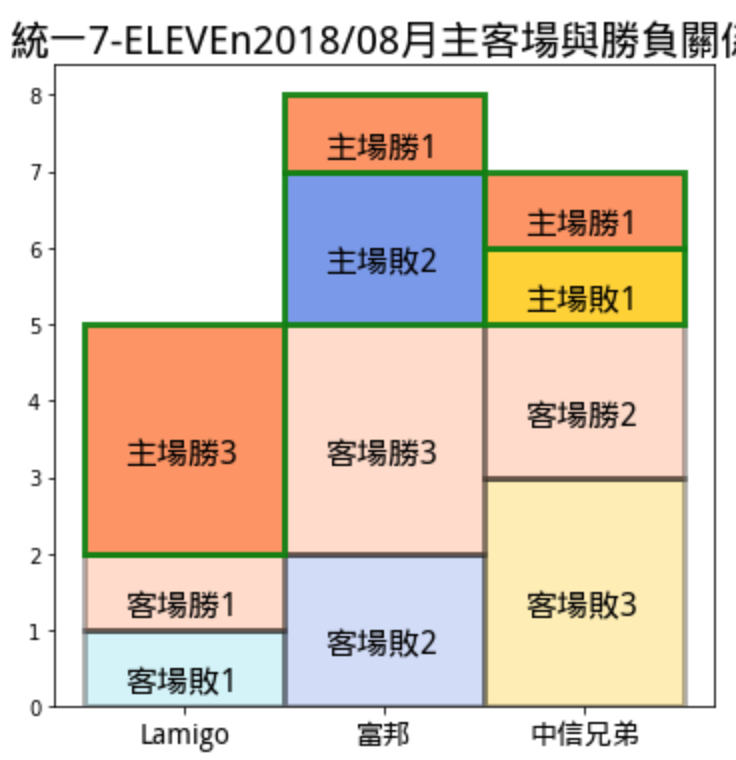 統一7-ELEVEn2018/08月主客場與勝負關
8
7
6
5
4
3
2
1
0
主場勝1
主場敗2
主場勝1
主場敗1
主場勝3
客場勝3
客場勝2
客場勝1
客場敗1
客場敗2
客場敗3
Lamigo 富邦 中信兄弟